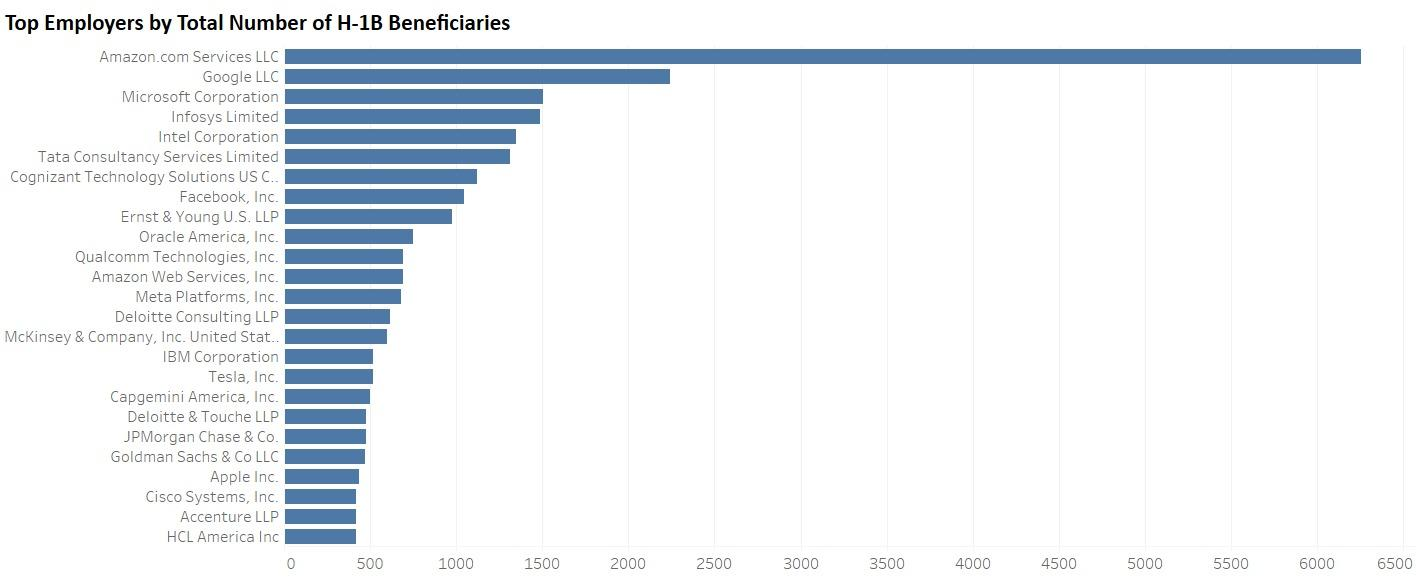 Top Employers by Total Number of H-1B Beneficiaries
Amazon.com Services LLC
Google LLC
Microsoft Corporation
Infosys Limited
Intel Corporation
Tata Consultancy Services Limited
Cognizant Technology Solutions US C..
Facebook, Inc.
Ernst & Young U.S. LLP
Oracle America, Inc.
Qualcomm Technologies, Inc.
Amazon Web Services, Inc.
Meta Platforms, Inc.
Deloitte Consulting LLP
McKinsey & Company, Inc. United Stat..
IBM Corporation
Tesla, Inc.
Capgemini America, Inc.
Deloitte & Touche LLP
JPMorgan Chase & Co.
Goldman Sachs & Co LLC
Apple Inc.
Cisco Systems, Inc.
Accenture LLP
HCL America Inc
0 500 1000 1500 2000 2500 3000 3500 4000 4500 5000 5500 6000 6500